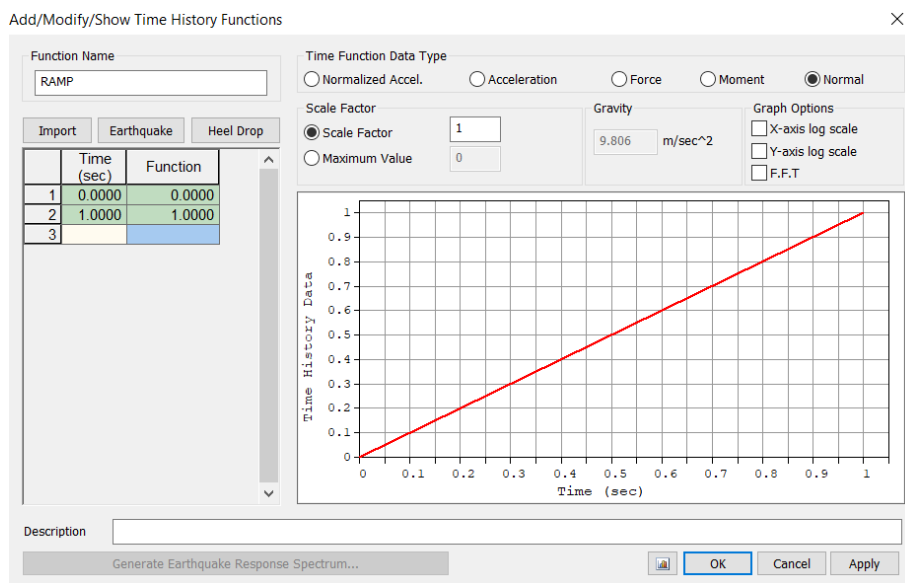 Add/Modify/Show Time History Functions
Function Name
RAMP
Import Earthquake Heel Drop
Time (sec) Function
1 0.0000 0.0000
2 1.0000 1.0000
3
Time Function Data Type
Normalized Accel. Acceleration Force Moment Normal
Scale Factor
Scale Factor 1
Maximum Value 0
Gravity
9.806 m/sec^2
Graph Options
X-axis log scale
Y-axis log scale
F.F.T
Time History Data
1
0.9
0.8
0.7
0.6
0.5
0.4
0.3
0.2
0.1
0
0 0.1 0.2 0.3 0.4 0.5 0.6 0.7 0.8 0.9 1
Time (sec)
Description
Generate Earthquake Response Spectrum...
OK Cancel Apply